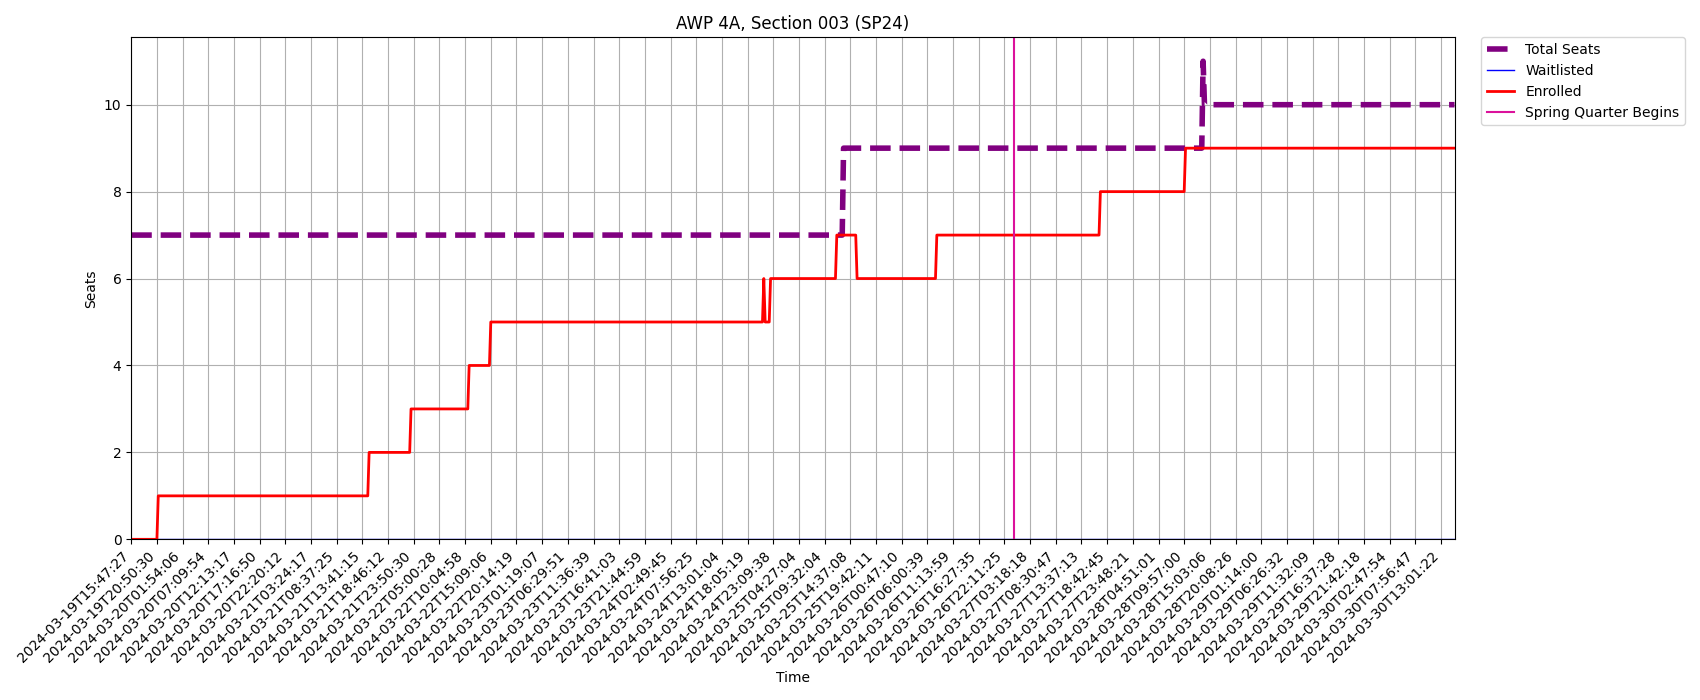 AWP 4A, Section 003 (SP24)
Total Seats
Waitlisted
Enrolled
Spring Quarter Begins
Seats
10
8
6
4
2
0
2024-03-19T15:47:27
2024-03-19T20:50:30
2024-03-20T01:54:06
2024-03-20T07:09:54
2024-03-20T12:13:17
2024-03-20T17:16:50
2024-03-20T22:20:12
2024-03-21T03:24:17
2024-03-21T08:37:25
2024-03-21T13:41:15
2024-03-21T18:46:12
2024-03-21T23:50:30
2024-03-22T05:00:28
2024-03-22T10:04:58
2024-03-22T15:09:06
2024-03-22T20:14:19
2024-03-23T01:19:07
2024-03-23T06:29:51
2024-03-23T11:36:39
2024-03-23T16:41:03
2024-03-23T21:44:59
2024-03-24T02:49:45
2024-03-24T07:56:25
2024-03-24T13:01:04
2024-03-24T18:05:19
2024-03-24T23:09:38
2024-03-25T04:27:04
2024-03-25T09:32:04
2024-03-25T14:37:08
2024-03-25T19:42:11
2024-03-26T00:47:10
2024-03-26T06:00:39
2024-03-26T11:13:59
2024-03-26T16:27:35
2024-03-26T22:11:25
2024-03-27T03:18:18
2024-03-27T08:30:47
2024-03-27T13:37:13
2024-03-27T18:42:45
2024-03-27T23:48:21
2024-03-28T04:51:01
2024-03-28T09:57:00
2024-03-28T15:03:06
2024-03-28T20:08:26
2024-03-29T01:14:00
2024-03-29T06:26:32
2024-03-29T11:32:09
2024-03-29T16:37:28
2024-03-29T21:42:18
2024-03-30T02:47:54
2024-03-30T07:56:47
2024-03-30T13:01:22
Time